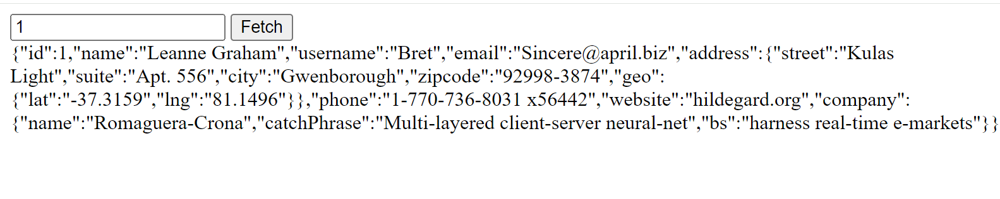 1 Fetch
{"id":1,"name":"Leanne Graham","username":"Bret","email":"Sincere@april.biz","address":{"street":"Kulas
Light","suite":"Apt. 556","city":"Gwenborough","zipcode":"92998-3874","geo":
{"lat":"-37.3159","lng":"81.1496"}},"phone":"1-770-736-8031 x56442","website":"hildegard.org","company":
{"name":"Romaguera-Crona","catchPhrase":"Multi-layered client-server neural-net","bs":"harness real-time e-markets"}}